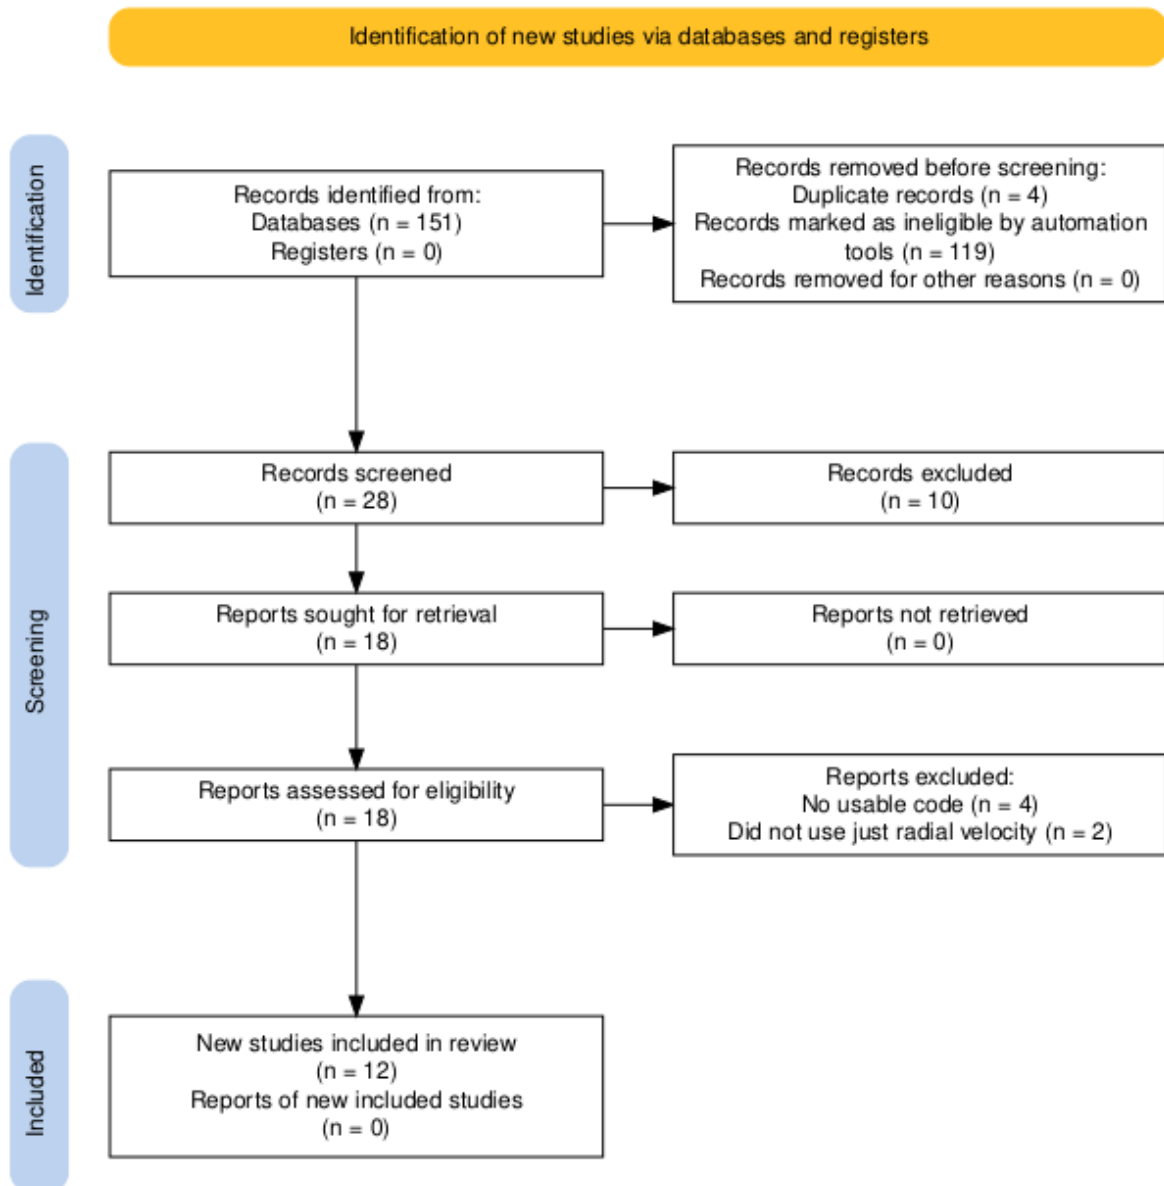 Identification of new studies via databases and registers
Identification
Records identified from:
Databases (n = 151)
Registers (n = 0)
Records removed before screening:
Duplicate records (n = 4)
Records marked as ineligible by automation
tools (n = 119)
Records removed for other reasons (n = 0)
Screening
Records screened
(n = 28)
Records excluded
(n = 10)
Reports sought for retrieval
(n = 18)
Reports not retrieved
(n = 0)
Reports assessed for eligibility
(n = 18)
Reports excluded:
No usable code (n = 4)
Did not use just radial velocity (n = 2)
Included
New studies included in review
(n = 12)
Reports of new included studies
(n = 0)